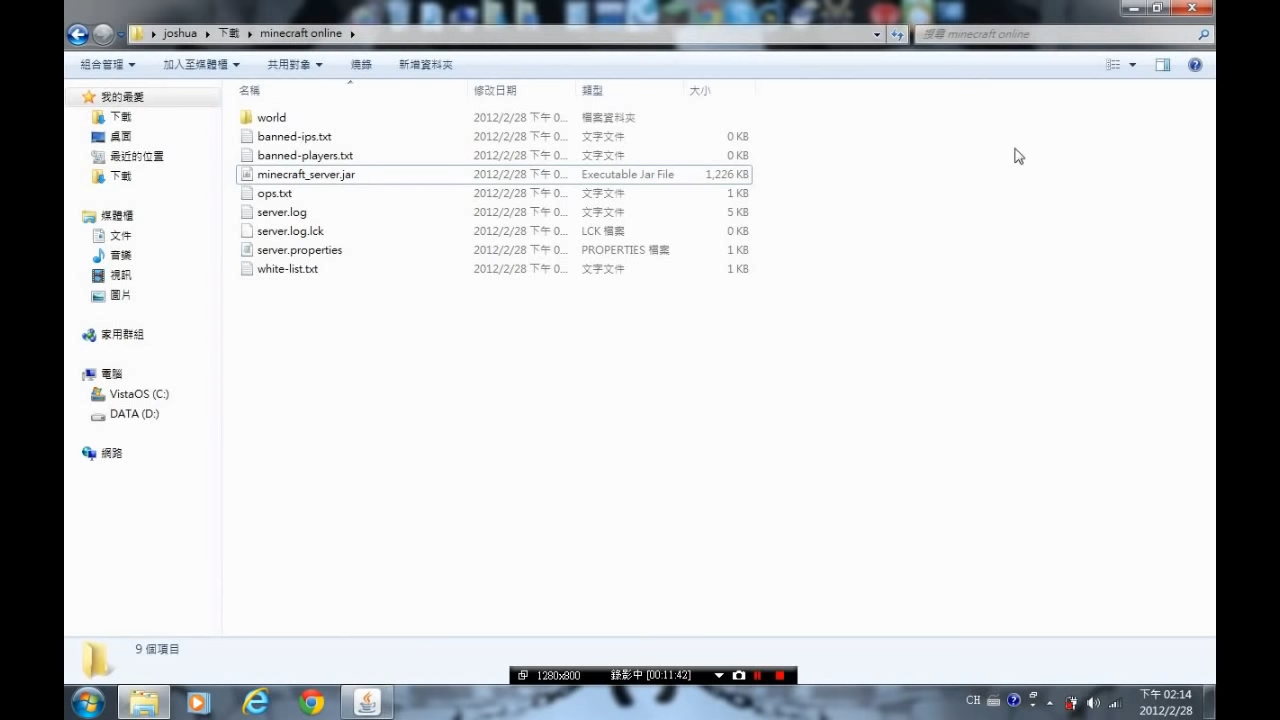 joshua 下載 minecraft online
搜尋 minecraft online
組合管理 加入至媒體櫃 共用對象 燒錄 新增資料夾
名稱 修改日期 類型 大小
我的最愛
下載
桌面
最近的位置
下載
媒體櫃
文件
音樂
視訊
圖片
家用群組
電腦
VistaOS (C:)
DATA (D:)
網路
world 2012/2/28 下午 0... 檔案資料夾
banned-ips.txt 2012/2/28 下午 0... 文字文件 0 KB
banned-players.txt 2012/2/28 下午 0... 文字文件 0 KB
minecraft_server.jar 2012/2/28 下午 0... Executable Jar File 1,226 KB
ops.txt 2012/2/28 下午 0... 文字文件 1 KB
server.log 2012/2/28 下午 0... 文字文件 5 KB
server.log.lck 2012/2/28 下午 0... LCK 檔案 0 KB
server.properties 2012/2/28 下午 0... PROPERTIES 檔案 1 KB
white-list.txt 2012/2/28 下午 0... 文字文件 1 KB
9 個項目
1280x800 錄影中 [00:11:42]
CH
下午 02:14
2012/2/28